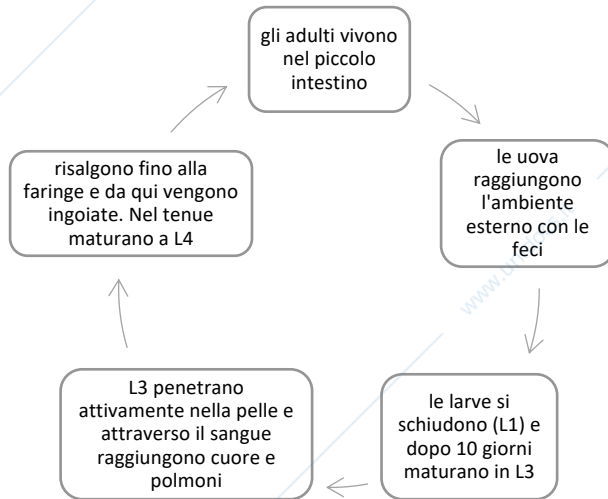 gli adulti vivono
nel piccolo
intestino
le uova
raggiungono
l'ambiente
esterno con le
feci
le larve si
schiudono (L1) e
dopo 10 giorni
maturano in L3
L3 penetrano
attivamente nella pelle e
attraverso il sangue
raggiungono cuore e
polmoni
risalgono fino alla
faringe e da qui vengono
ingoiate. Nel tenue
maturano a L4